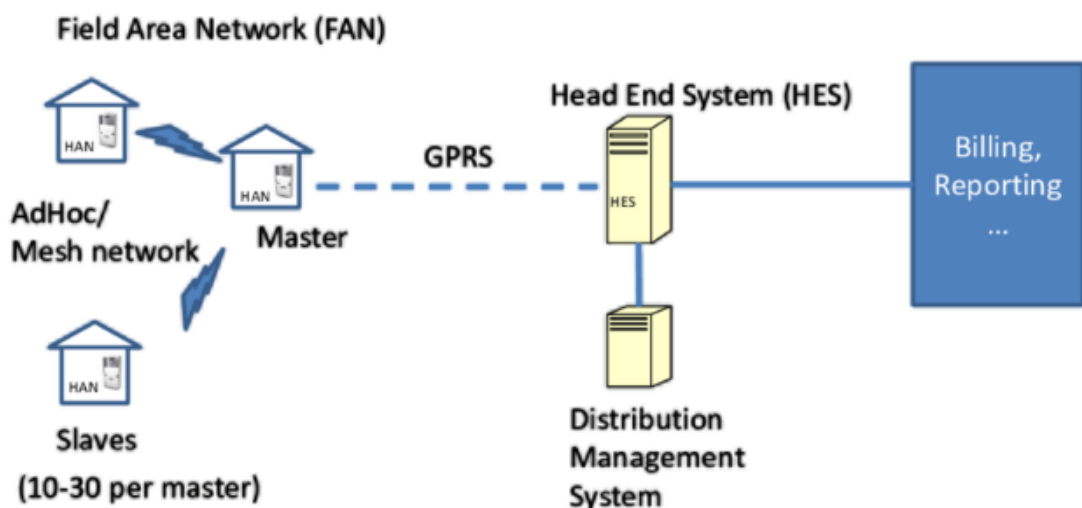 Field Area Network (FAN)
HAN
HAN
AdHoc/
Mesh network
Master
HAN
Slaves
(10-30 per master)
GPRS
Head End System (HES)
HES
Distribution
Management
System
Billing,
Reporting
...